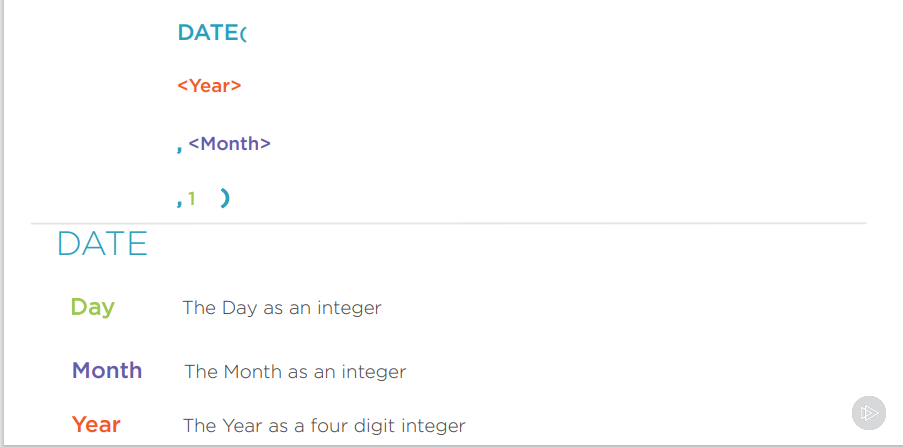 DATE(
<Year>
, <Month>
, 1 )
DATE
Day The Day as an integer
Month The Month as an integer
Year The Year as a four digit integer